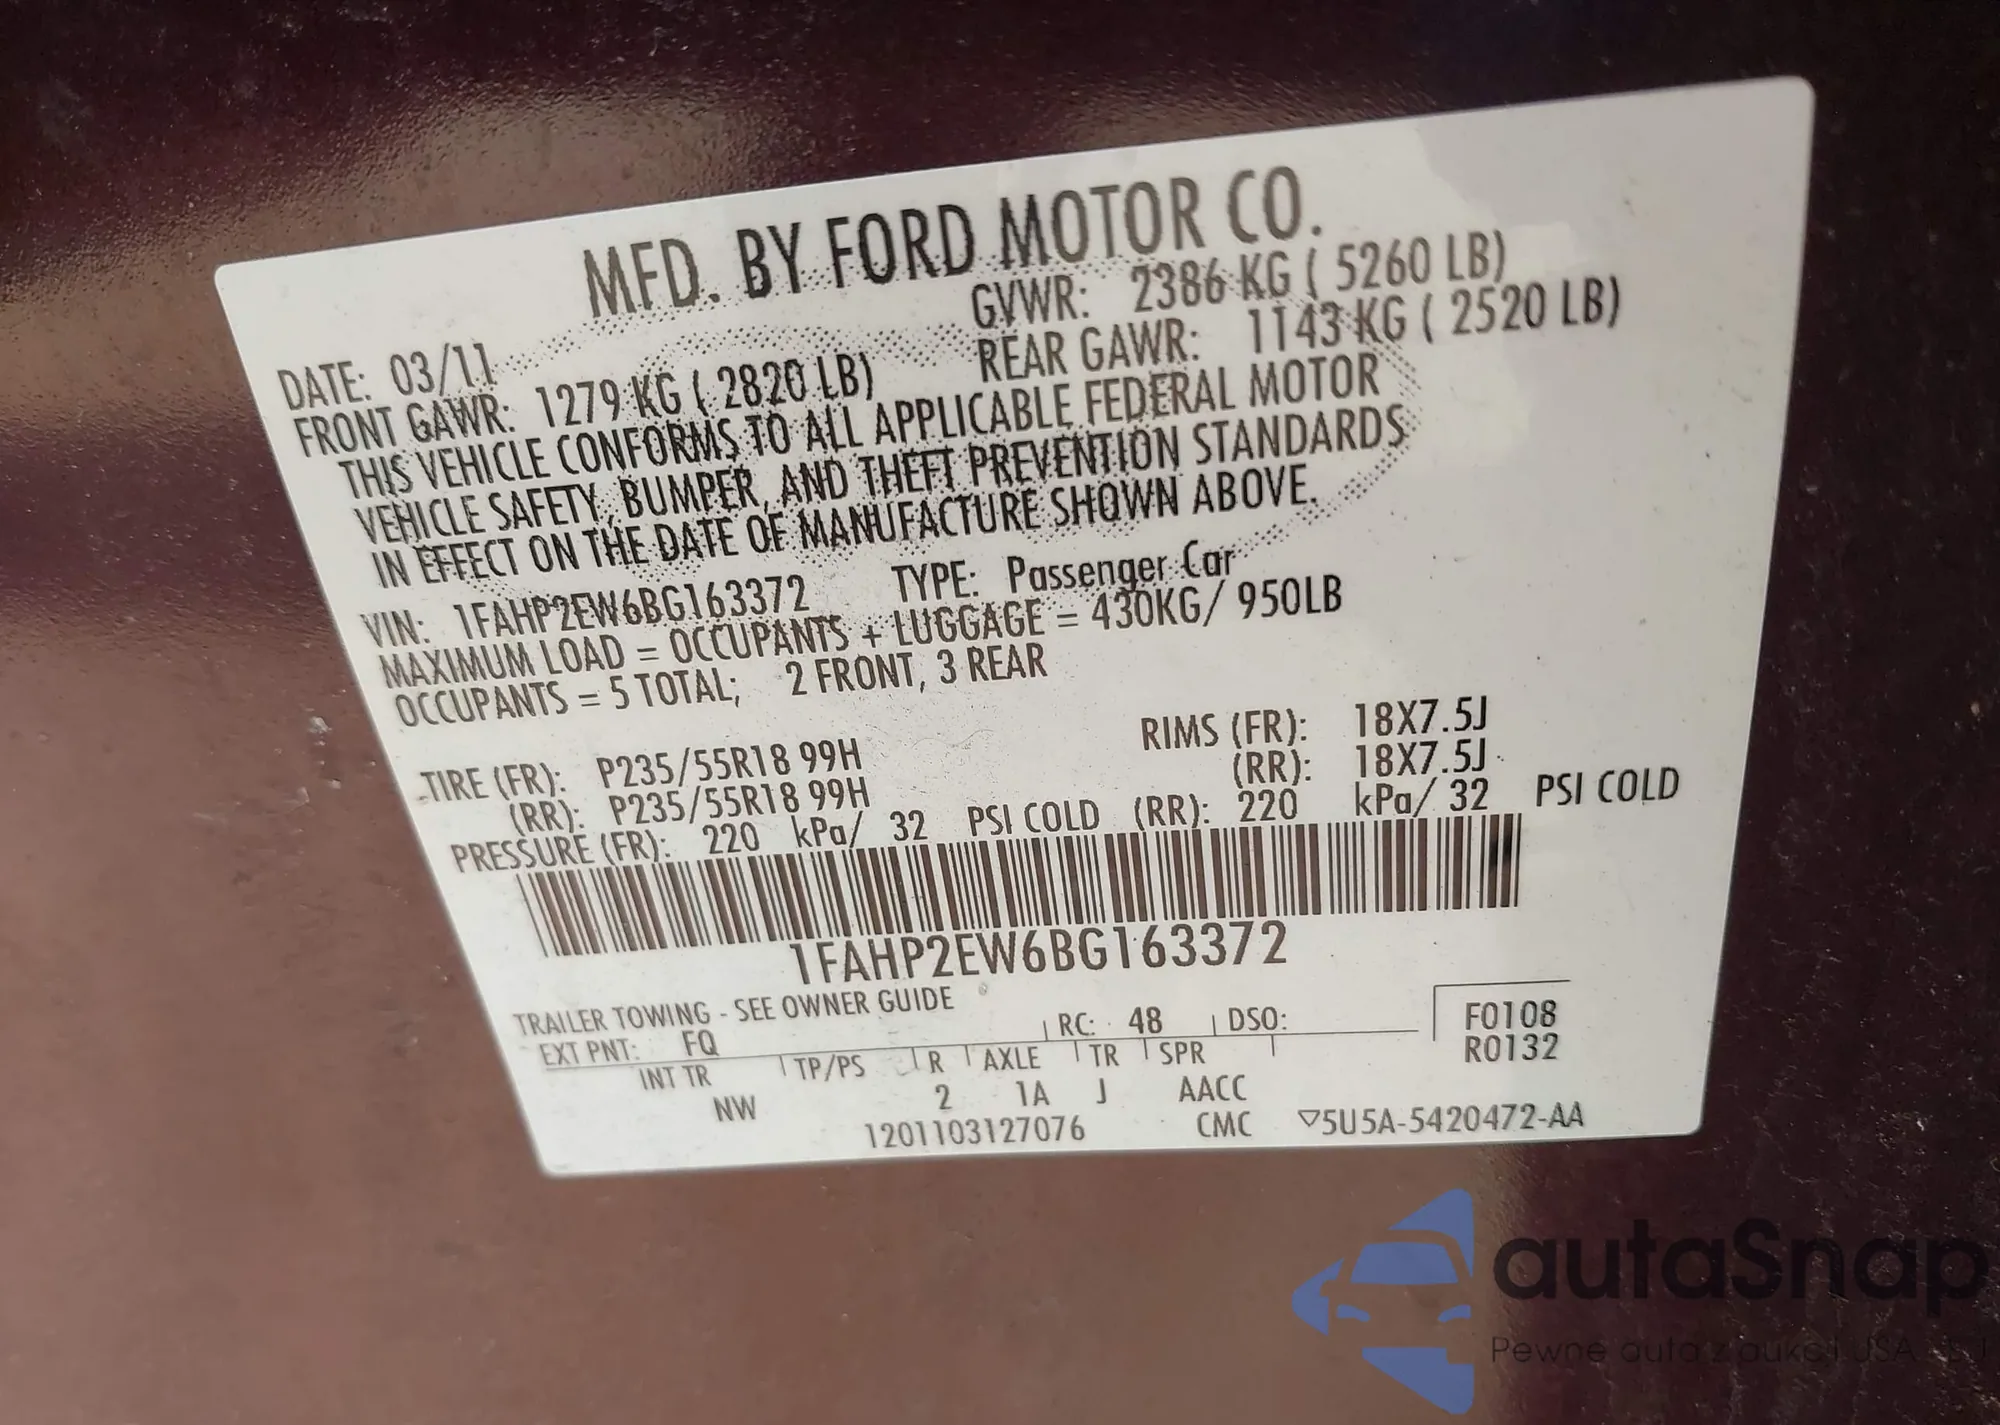 MFD. BY FORD MOTOR CO.
DATE: 03/11 GVWR: 2386 KG ( 5260 LB)
FRONT GAWR: 1279 KG ( 2820 LB) REAR GAWR: 1143 KG ( 2520 LB)
THIS VEHICLE CONFORMS TO ALL APPLICABLE FEDERAL MOTOR
VEHICLE SAFETY, BUMPER, AND THEFT PREVENTION STANDARDS
IN EFFECT ON THE DATE OF MANUFACTURE SHOWN ABOVE.
VIN: 1FAHP2EW6BG163372 TYPE: Passenger Car
MAXIMUM LOAD = OCCUPANTS + LUGGAGE = 430KG/ 950LB
OCCUPANTS = 5 TOTAL; 2 FRONT, 3 REAR
TIRE (FR): P235/55R18 99H RIMS (FR): 18X7.5J
(RR): P235/55R18 99H (RR): 18X7.5J
PRESSURE (FR): 220 kPa/ 32 PSI COLD (RR): 220 kPa/ 32 PSI COLD
1FAHP2EW6BG163372
TRAILER TOWING - SEE OWNER GUIDE
EXT PNT: FQ RC: 48 DSO: F0108
INT TR TP/PS R AXLE TR SPR R0132
NW 2 1A J AACC
1201103127076 CMC ▽5U5A-5420472-AA
autaSnap
Pewne auta z aukcji USA